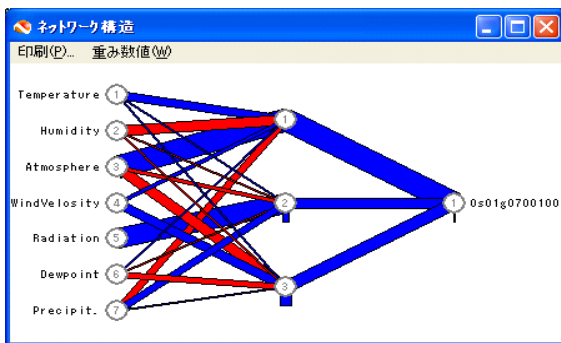 ネットワーク構造
印刷(P)... 重み数値(W)
Temperature 1
Humidity 2
Atmosphere 3
WindVelosity 4
Radiation 5
Dewpoint 6
Precipit. 7
1
2
3
1 0s01g0700100